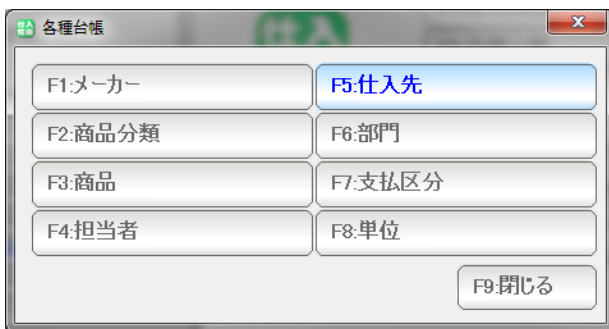 各種台帳
仕入
F1:メーカー
F5:仕入先
F2:商品分類
F6:部門
F3:商品
F7:支払区分
F4:担当者
F8:単位
F9:閉じる